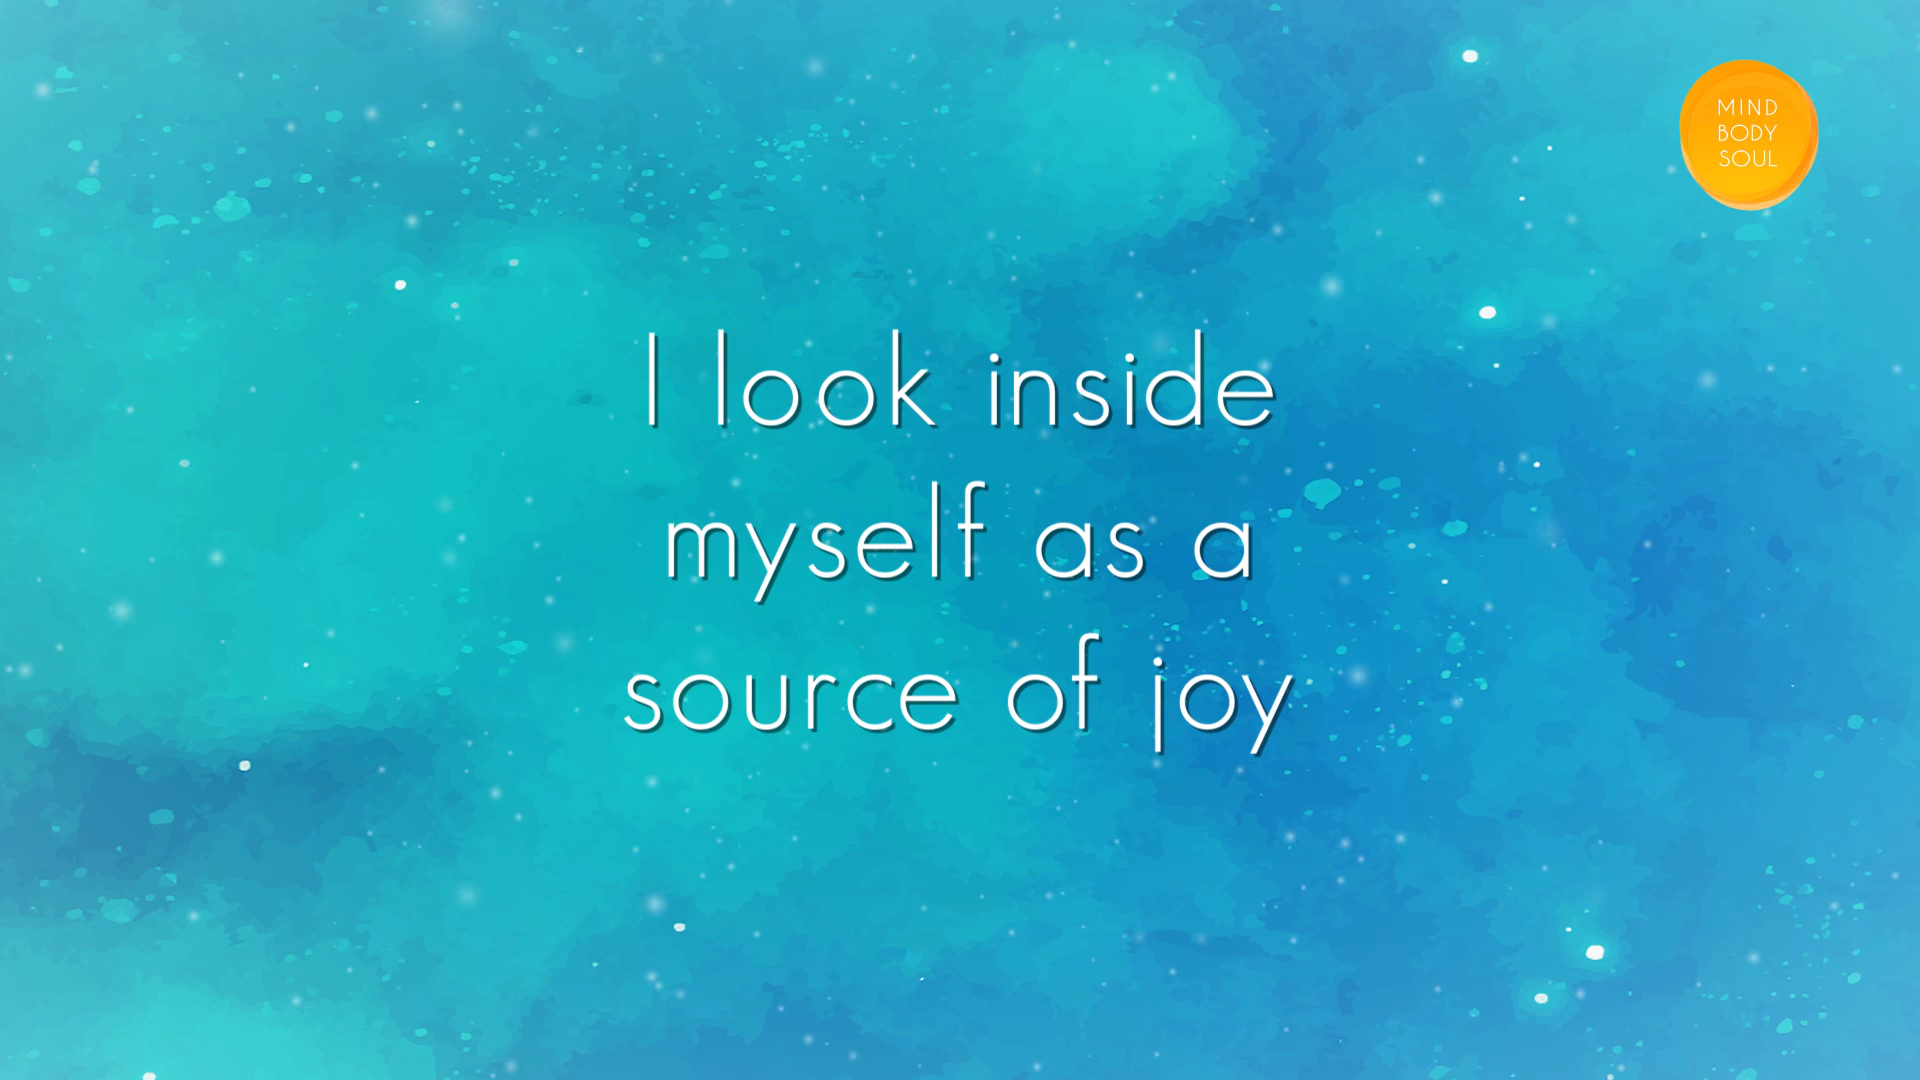 MIND
BODY
SOUL
I look inside
myself as a
source of joy